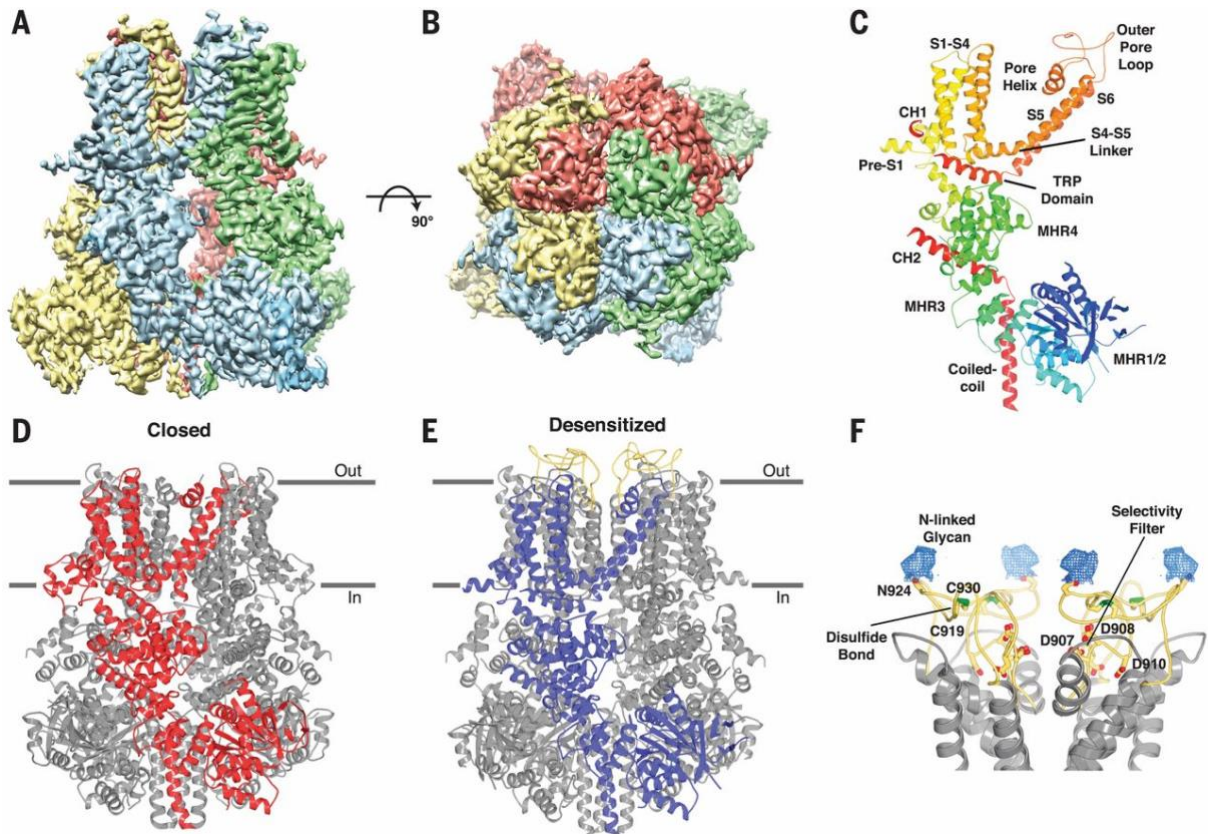 A
90°
B
C
S1-S4
Outer
Pore
Loop
Pore
Helix
CH1
S5
S6
Pre-S1
S4-S5
Linker
TRP
Domain
MHR4
CH2
MHR3
MHR1/2
Coiled-
coil
D
Closed
Out
In
E
Desensitized
Out
In
F
N-linked
Glycan
Selectivity
Filter
N924
C930
C919
Disulfide
Bond
D907
D908
D910